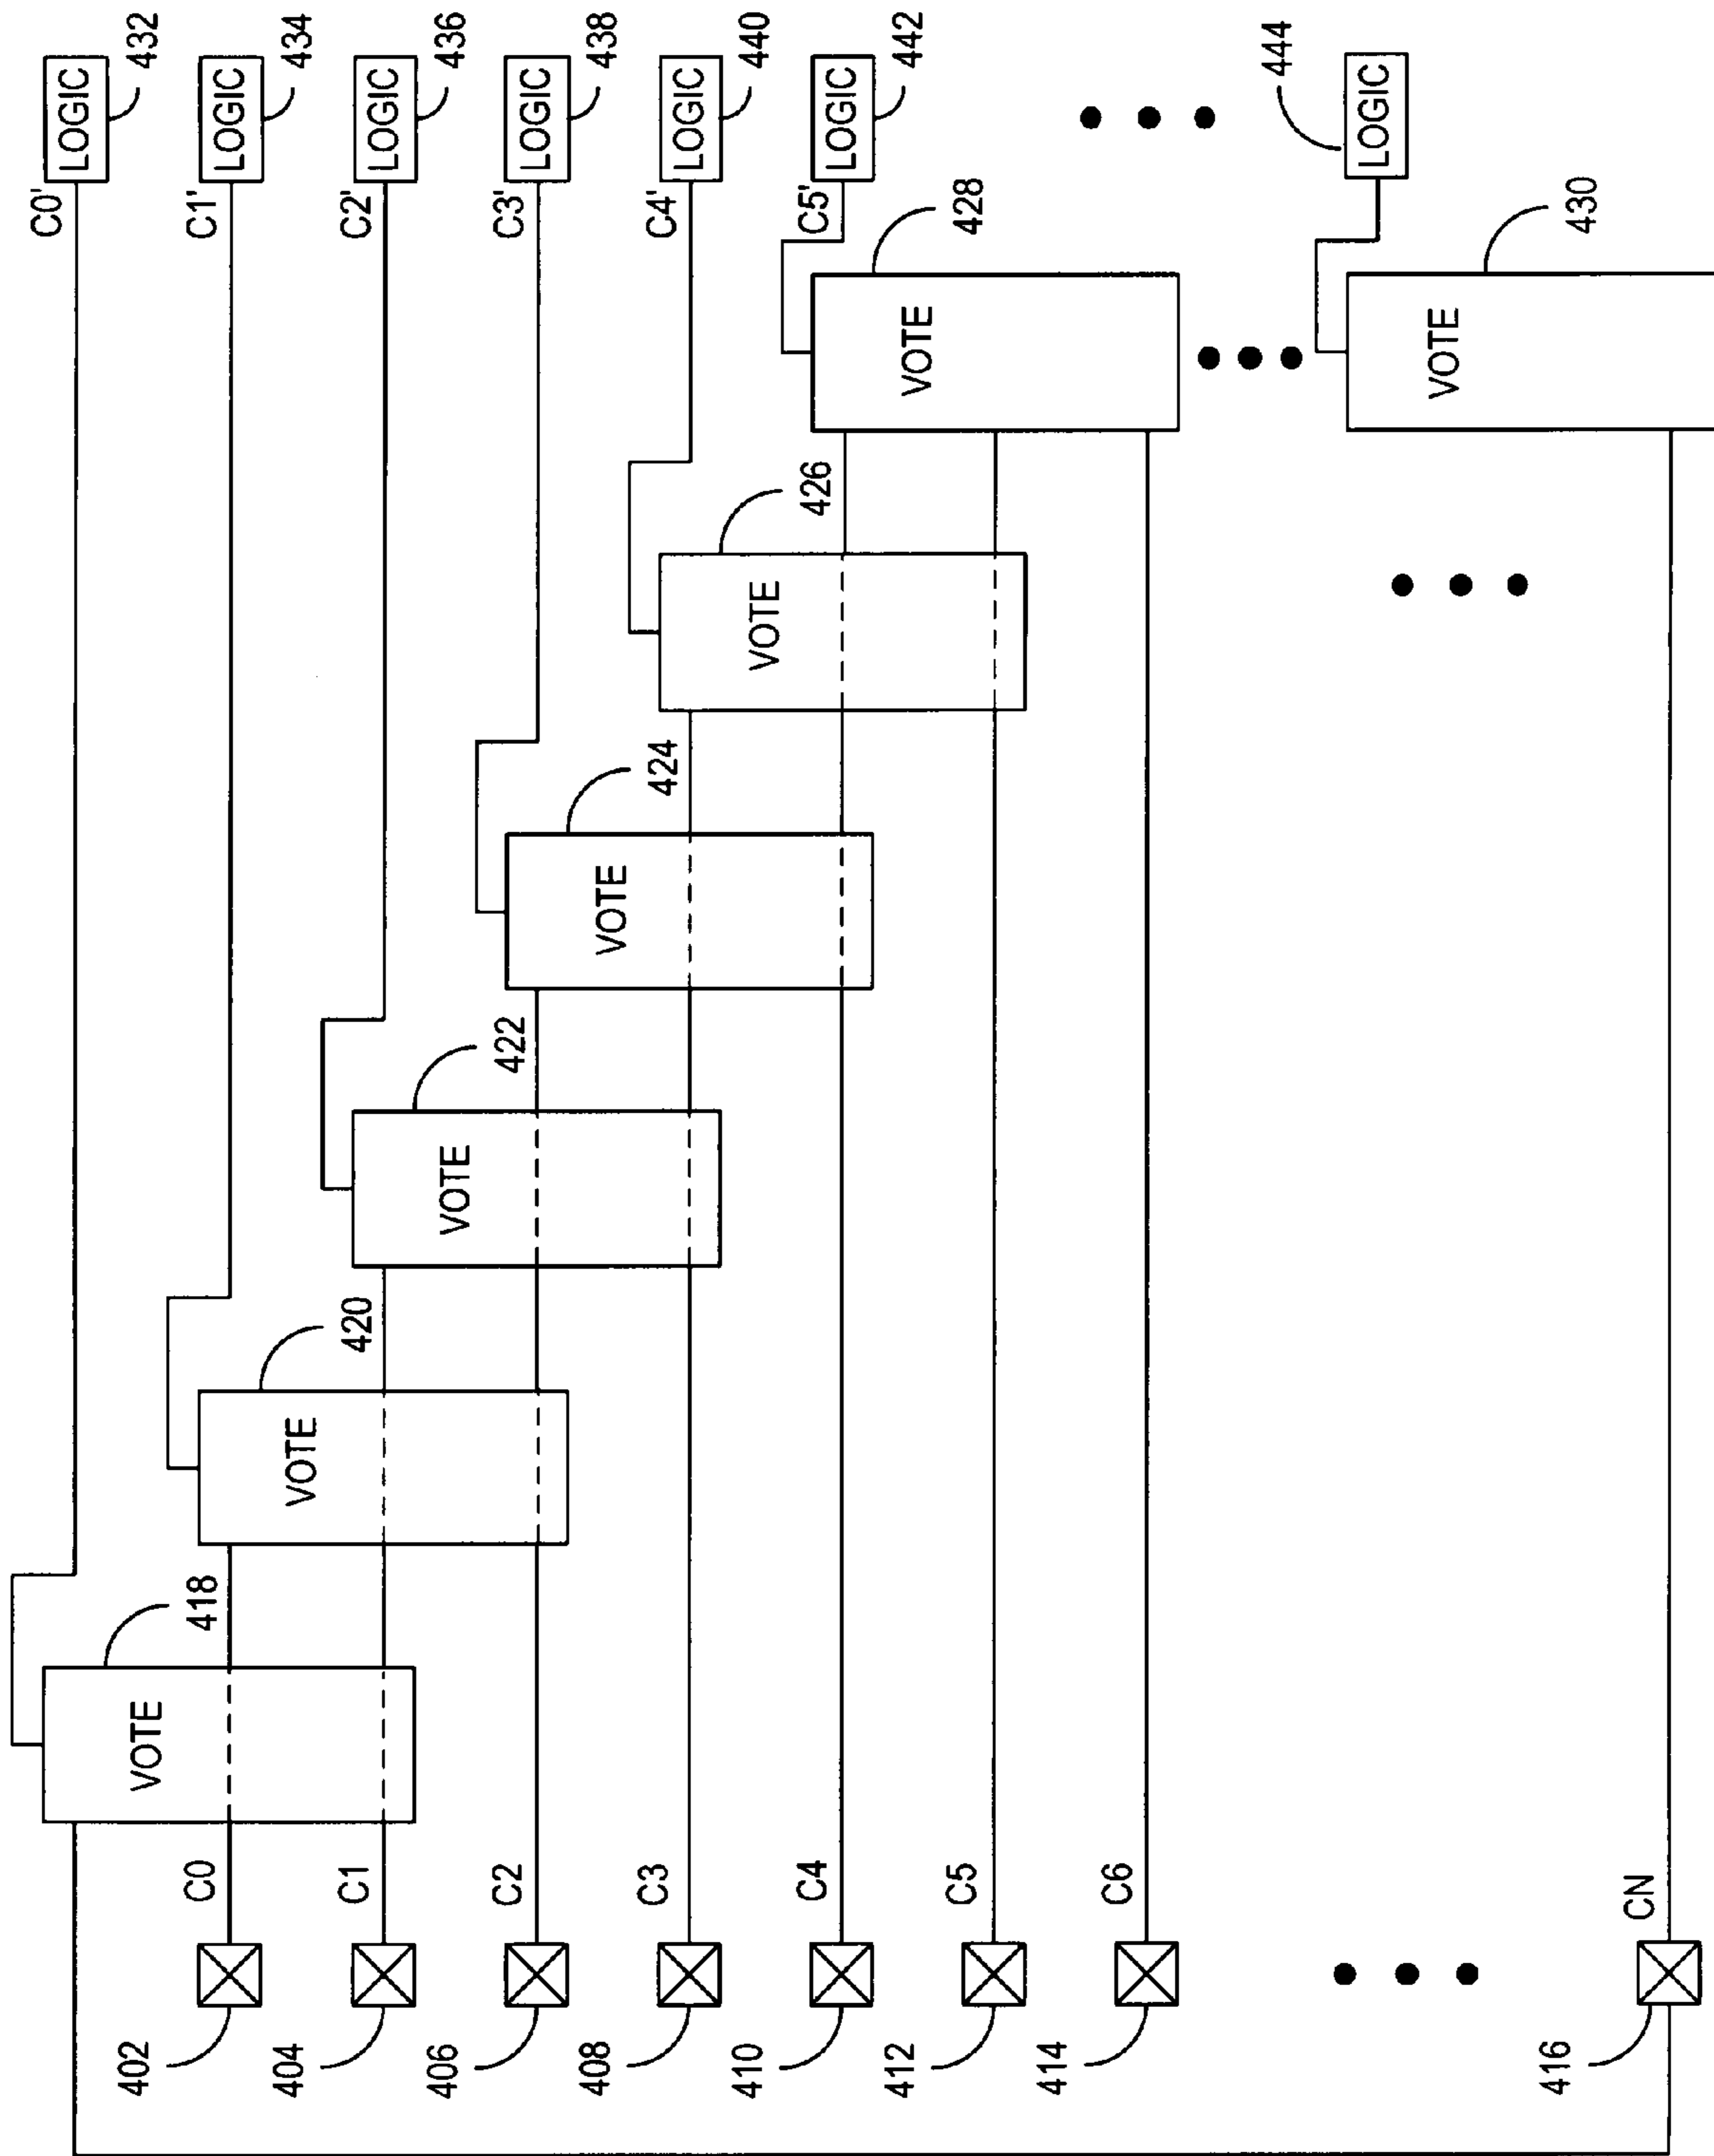 C0'
LOGIC
432
402
VOTE
418
C0
C1'
LOGIC
434
404
C1
VOTE
420
C2'
LOGIC
436
406
C2
VOTE
422
C3'
LOGIC
438
408
C3
VOTE
424
C4'
LOGIC
440
410
C4
VOTE
426
C5'
LOGIC
442
412
C5
VOTE
428
414
C6
444
LOGIC
416
CN
VOTE
430